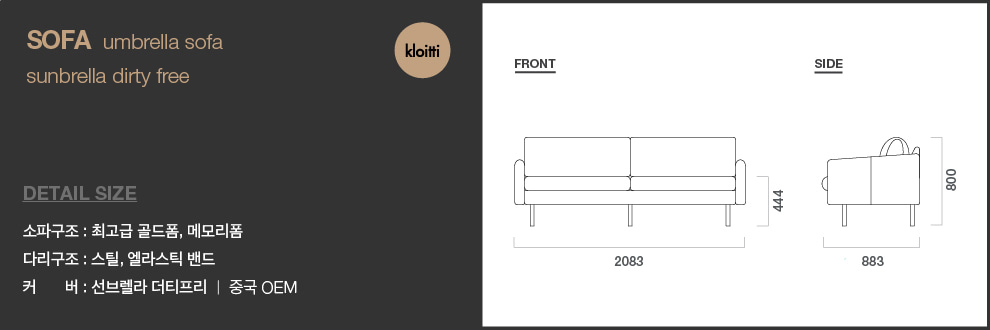 SOFA umbrella sofa
sunbrella dirty free
kloitti
DETAIL SIZE
소파구조 : 최고급 골드폼, 메모리폼
다리구조 : 스틸, 엘라스틱 밴드
커 버 : 선브렐라 더티프리 | 중국 OEM
FRONT
SIDE
444
2083
800
883